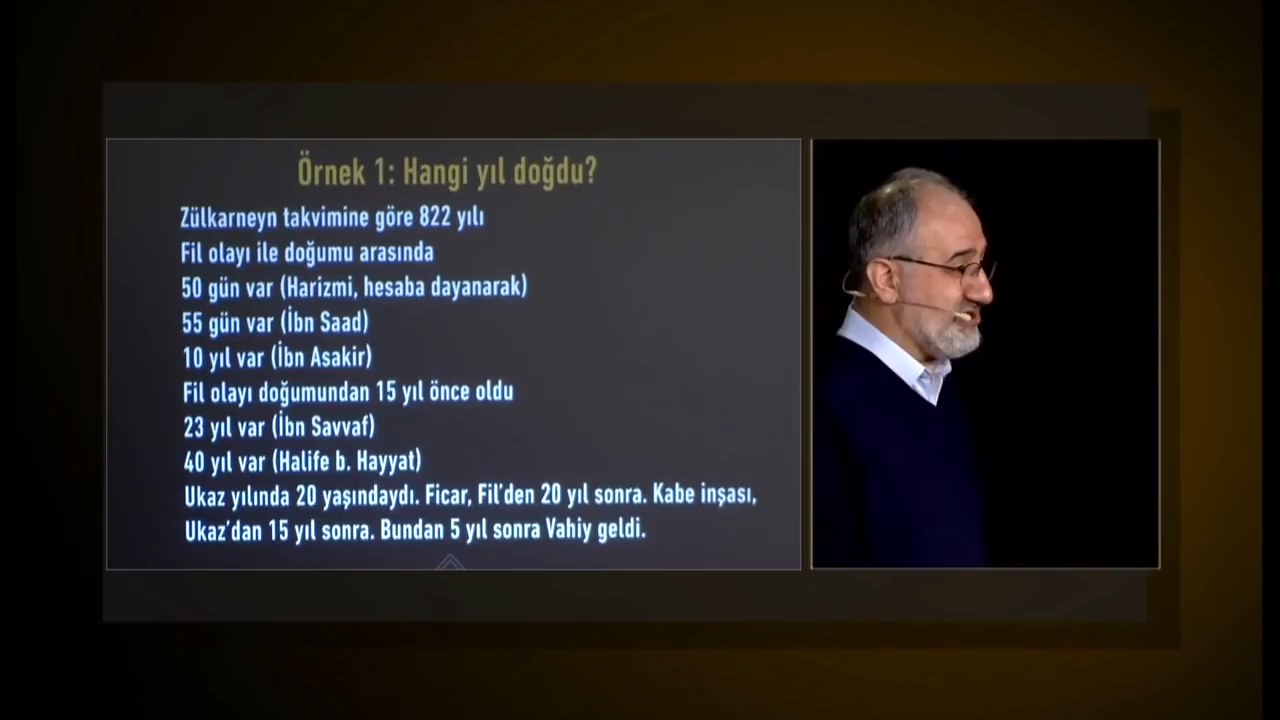 Örnek 1: Hangi yıl doğdu?
Zülkarneyn takvimine göre 822 yılı
Fil olayı ile doğumu arasında
50 gün var (Harizmi, hesaba dayanarak)
55 gün var (İbn Saad)
10 yıl var (İbn Asakir)
Fil olayı doğumundan 15 yıl önce oldu
23 yıl var (İbn Savvaf)
40 yıl var (Halife b. Hayyat)
Ukaz yılında 20 yaşındaydı. Ficar, Fil’den 20 yıl sonra. Kabe inşası,
Ukaz’dan 15 yıl sonra. Bundan 5 yıl sonra Vahiy geldi.